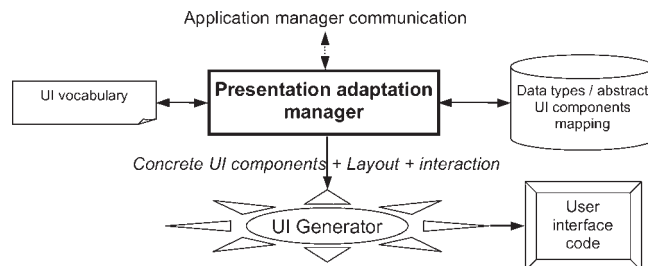 Application manager communication
UI vocabulary
Presentation adaptation
manager
Data types / abstract
UI components
mapping
Concrete UI components + Layout + interaction
UI Generator
User
interface
code